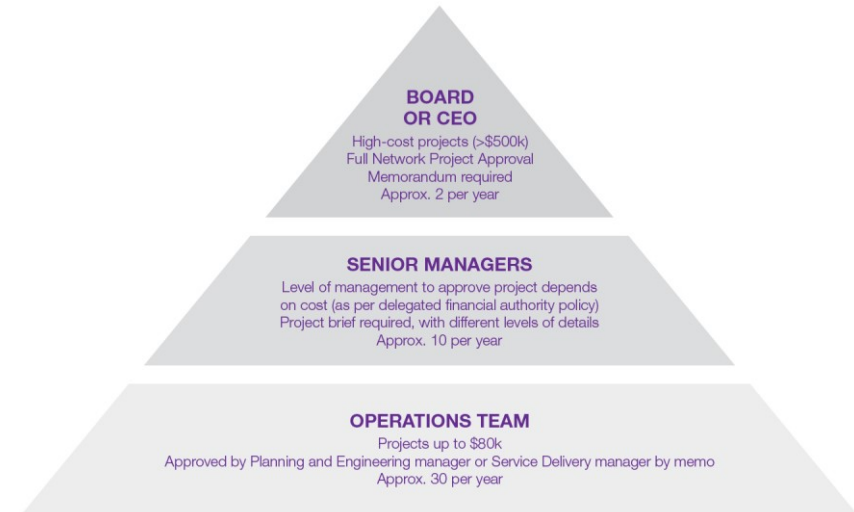 BOARD
OR CEO
High-cost projects (>$500k)
Full Network Project Approval
Memorandum required
Approx. 2 per year
SENIOR MANAGERS
Level of management to approve project depends
on cost (as per delegated financial authority policy)
Project brief required, with different levels of details
Approx. 10 per year
OPERATIONS TEAM
Projects up to $80k
Approved by Planning and Engineering manager or Service Delivery manager by memo
Approx. 30 per year